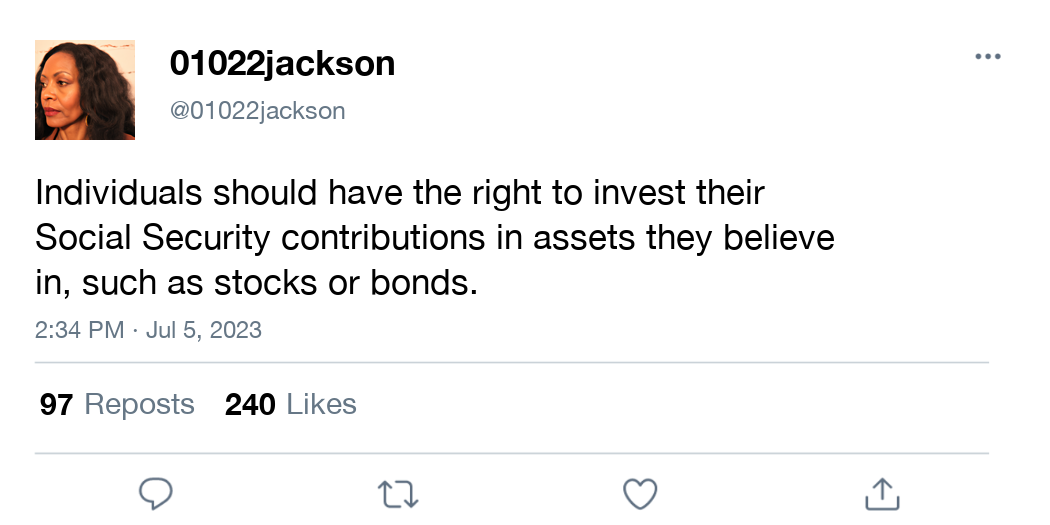 01022jackson
@01022jackson
Individuals should have the right to invest their
Social Security contributions in assets they believe
in, such as stocks or bonds.
2:34 PM · Jul 5, 2023
97 Reposts 240 Likes